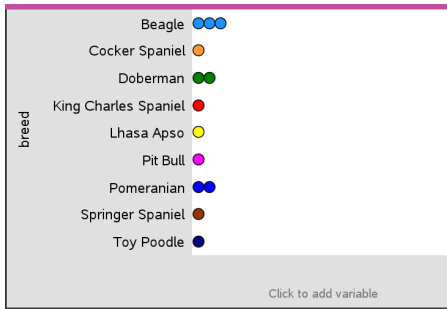 breed
Beagle
Cocker Spaniel
Doberman
King Charles Spaniel
Lhasa Apso
Pit Bull
Pomeranian
Springer Spaniel
Toy Poodle
Click to add variable